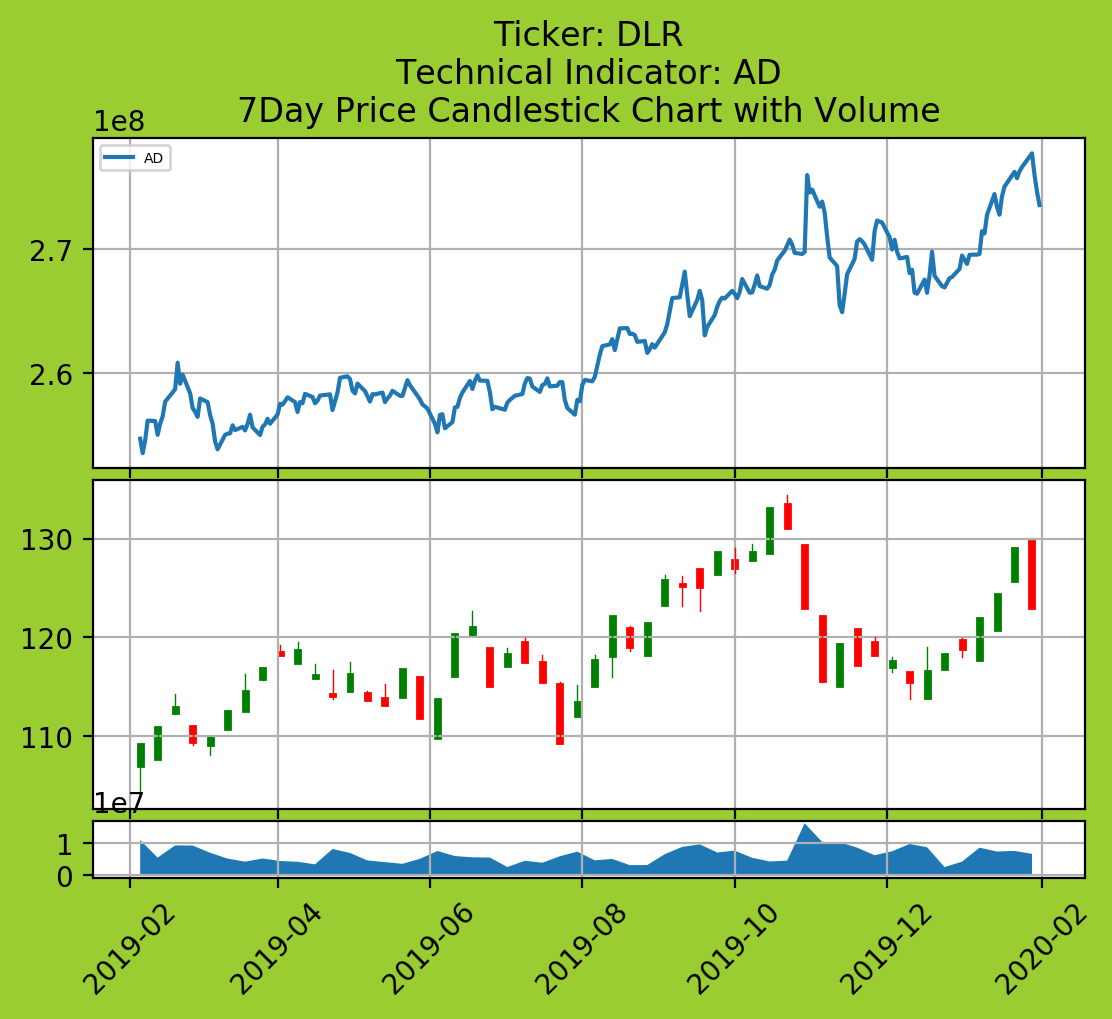 Ticker: DLR
Technical Indicator: AD
7Day Price Candlestick Chart with Volume
1e8
AD
2.7
2.6
130
120
110
1e7
1
0
2019-02
2019-04
2019-06
2019-08
2019-10
2019-12
2020-02